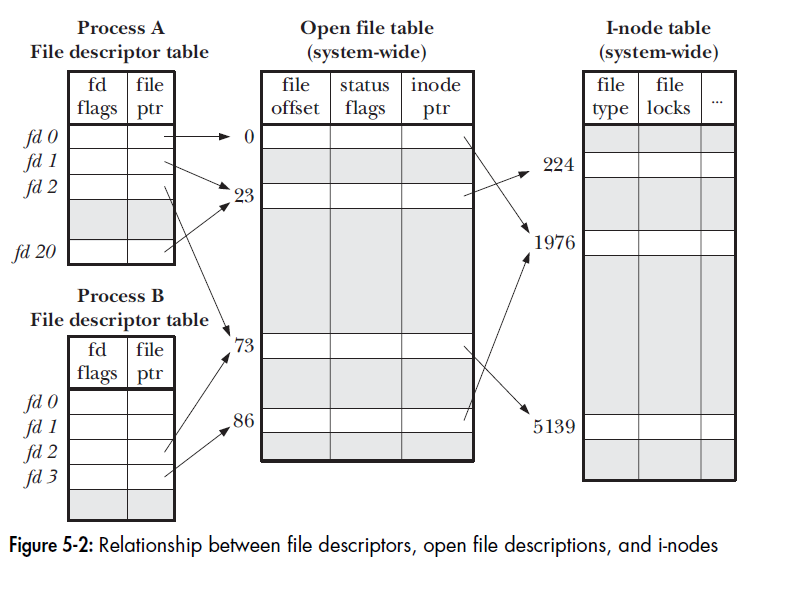 Process A
File descriptor table
fd
flags
file
ptr
fd 0
fd 1
fd 2
fd 20
Process B
File descriptor table
fd
flags
file
ptr
fd 0
fd 1
fd 2
fd 3
Open file table
(system-wide)
file
offset
status
flags
inode
ptr
0
23
73
86
I-node table
(system-wide)
file
type
file
locks
...
224
1976
5139
Figure 5-2: Relationship between file descriptors, open file descriptions, and i-nodes